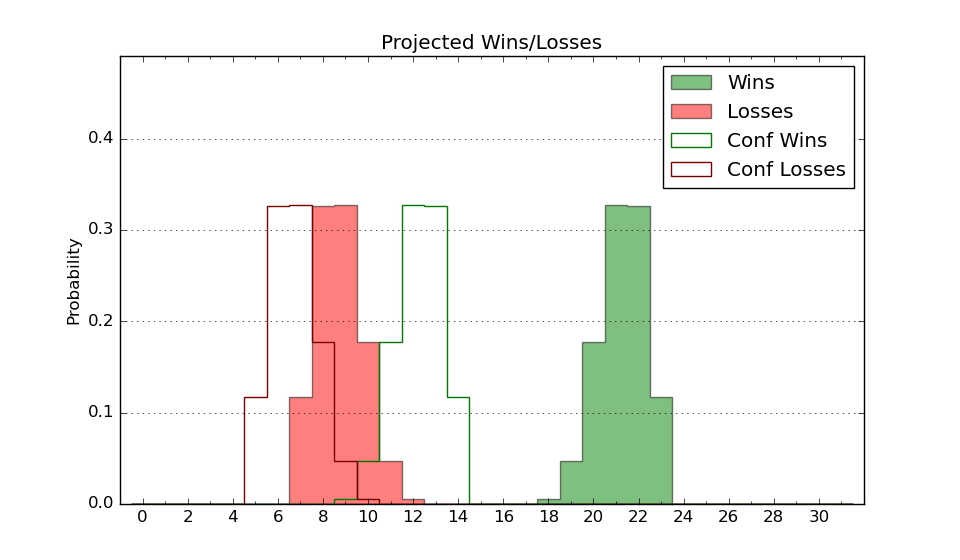 Projected Wins/Losses
Wins
Losses
Conf Wins
Conf Losses
Probability
0.4
0.3
0.2
0.1
0.0
0 2 4 6 8 10 12 14 16 18 20 22 24 26 28 30